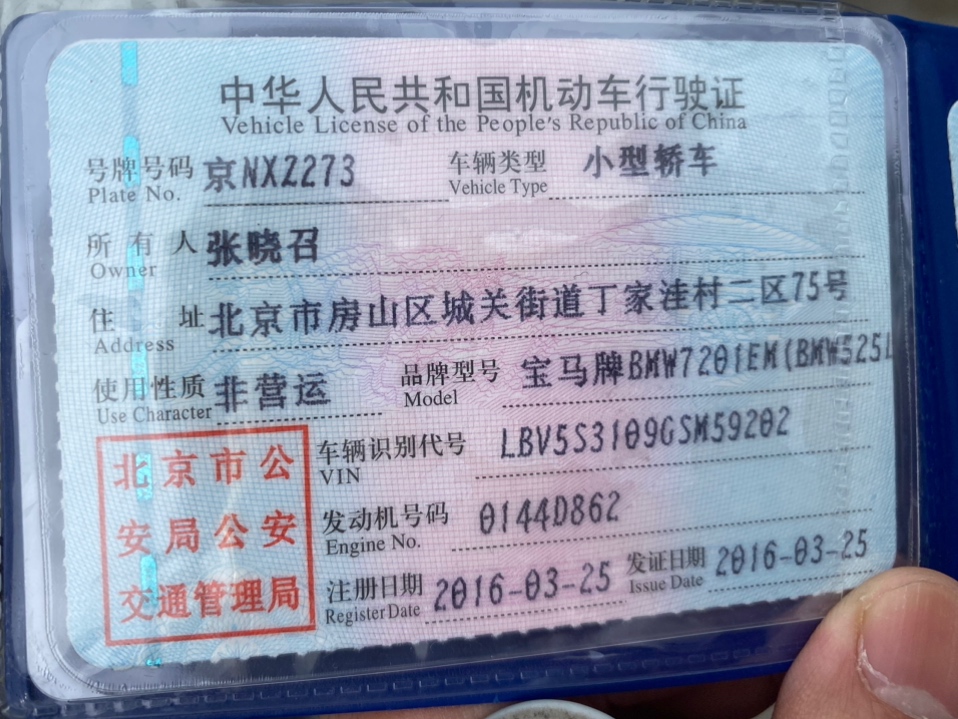 中华人民共和国机动车行驶证
Vehicle License of the People's Republic of China
号牌号码 京NX2273 车辆类型 小型轿车
Plate No. Vehicle Type
所有人 张晓召
Owner
住址 北京市房山区城关街道丁家洼村二区75号
Address
使用性质 非营运 品牌型号 宝马牌BMW7201EM(BMW525L
Use Character Model
车辆识别代号 LBV5S3109GSM59202
VIN
发动机号码 0144D862
Engine No.
注册日期 2016-03-25 发证日期 2016-03-25
Register Date Issue Date
北京市公
安局公安
交通管理局